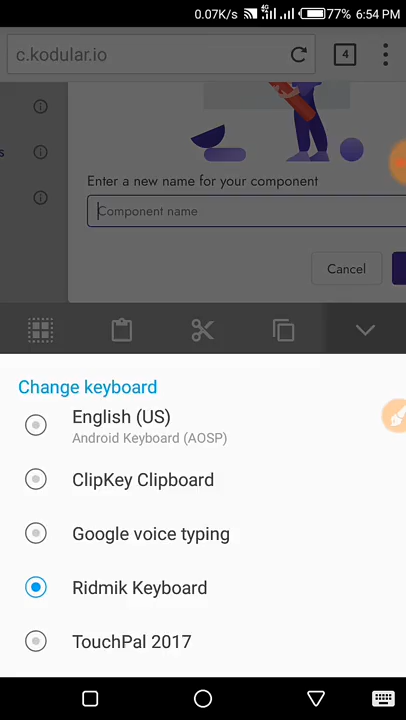 0.07K/s 4G 77% 6:54 PM
c.kodular.io
4
s
Enter a new name for your component
Component name
Cancel
Change keyboard
English (US)
Android Keyboard (AOSP)
ClipKey Clipboard
Google voice typing
Ridmik Keyboard
TouchPal 2017